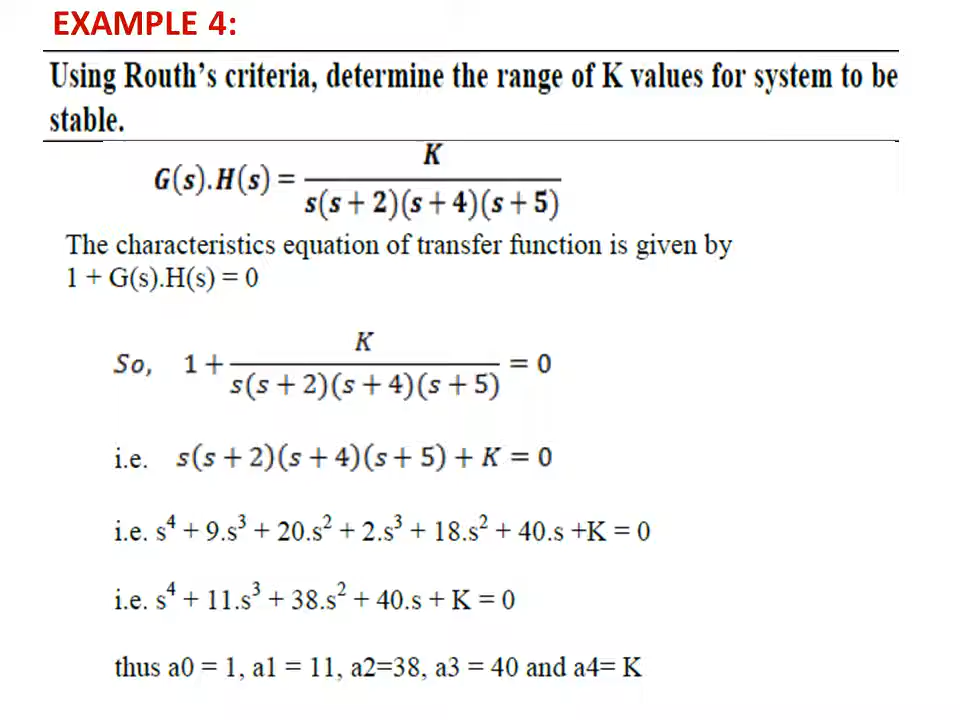 EXAMPLE 4:
Using Routh’s criteria, determine the range of K values for system to be
stable.
G(s).H(s) = K / s(s + 2)(s + 4)(s + 5)
The characteristics equation of transfer function is given by
1 + G(s).H(s) = 0
So, 1 + K / s(s + 2)(s + 4)(s + 5) = 0
i.e. s(s + 2)(s + 4)(s + 5) + K = 0
i.e. s⁴ + 9.s³ + 20.s² + 2.s³ + 18.s² + 40.s +K = 0
i.e. s⁴ + 11.s³ + 38.s² + 40.s + K = 0
thus a0 = 1, a1 = 11, a2=38, a3 = 40 and a4= K